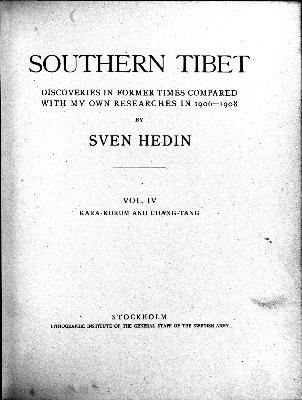 SOUTHERN TIBET
DISCOVERIES IN FORMER TIMES COMPARED
WITH MY OWN RESEARCHES IN 1906—1908
BY
SVEN HEDIN
VOL. IV
KARA-KORUM AND CHANG-TANG
STOCKHOLM
LITHOGRAPHIC INSTITUTE OF THE GENERAL STAFF OF THE SWEDISH ARMY